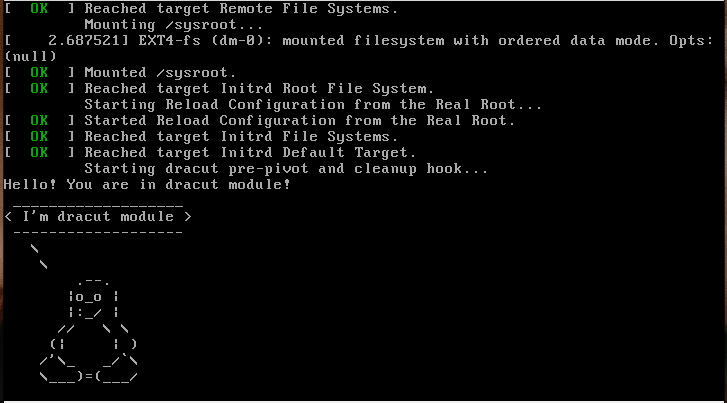 [  OK  ] Reached target Remote File Systems.
         Mounting /sysroot...
[    2.687521] EXT4-fs (dm-0): mounted filesystem with ordered data mode. Opts:
(null)
[  OK  ] Mounted /sysroot.
[  OK  ] Reached target Initrd Root File System.
         Starting Reload Configuration from the Real Root...
[  OK  ] Started Reload Configuration from the Real Root.
[  OK  ] Reached target Initrd File Systems.
[  OK  ] Reached target Initrd Default Target.
         Starting dracut pre-pivot and cleanup hook...
Hello! You are in dracut module!
 ___________________
< I'm dracut module >
 -------------------
   \
    \
        .--.
       |o_o |
       |:_/ |
      //   \ \
     (|     | )
    /'\_   _/`\
    \___)=(___/